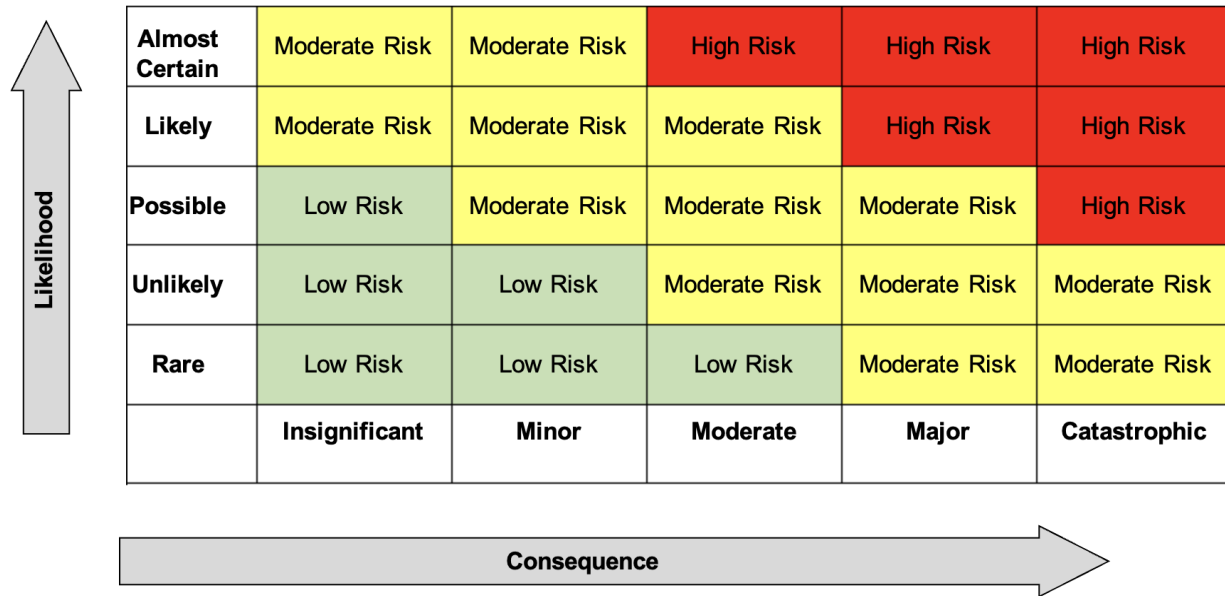 Almost
Certain
Moderate Risk
Moderate Risk
High Risk
High Risk
High Risk
Likely
Moderate Risk
Moderate Risk
Moderate Risk
High Risk
High Risk
Possible
Low Risk
Moderate Risk
Moderate Risk
Moderate Risk
High Risk
Unlikely
Low Risk
Low Risk
Moderate Risk
Moderate Risk
Moderate Risk
Rare
Low Risk
Low Risk
Low Risk
Moderate Risk
Moderate Risk
Insignificant
Minor
Moderate
Major
Catastrophic
Likelihood
Consequence